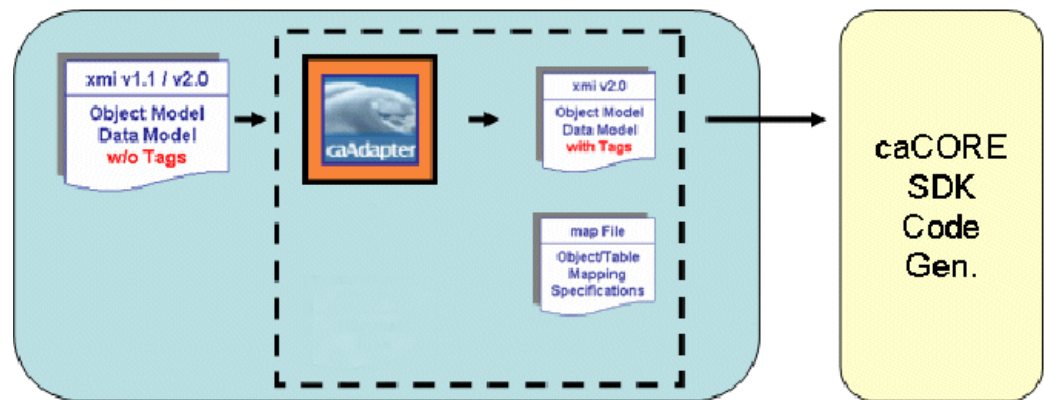 xmi v1.1 / v2.0
Object Model
Data Model
w/o Tags
caAdapter
xmi v2.0
Object Model
Data Model
with Tags
map File
Object/Table
Mapping
Specifications
caCORE
SDK
Code
Gen.